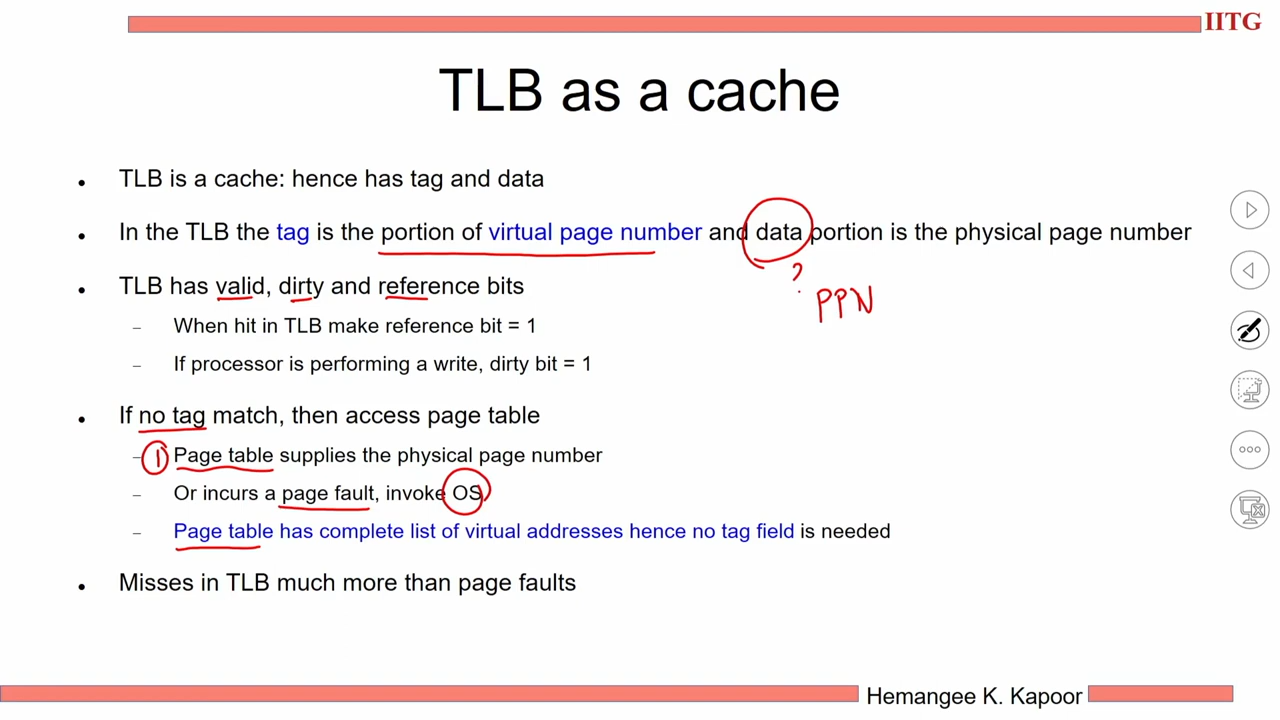 IITG
TLB as a cache
• TLB is a cache: hence has tag and data
• In the TLB the tag is the portion of virtual page number and data portion is the physical page number
?
PPN
• TLB has valid, dirty and reference bits
– When hit in TLB make reference bit = 1
– If processor is performing a write, dirty bit = 1
• If no tag match, then access page table
1
– Page table supplies the physical page number
– Or incurs a page fault, invoke OS
– Page table has complete list of virtual addresses hence no tag field is needed
• Misses in TLB much more than page faults
Hemangee K. Kapoor